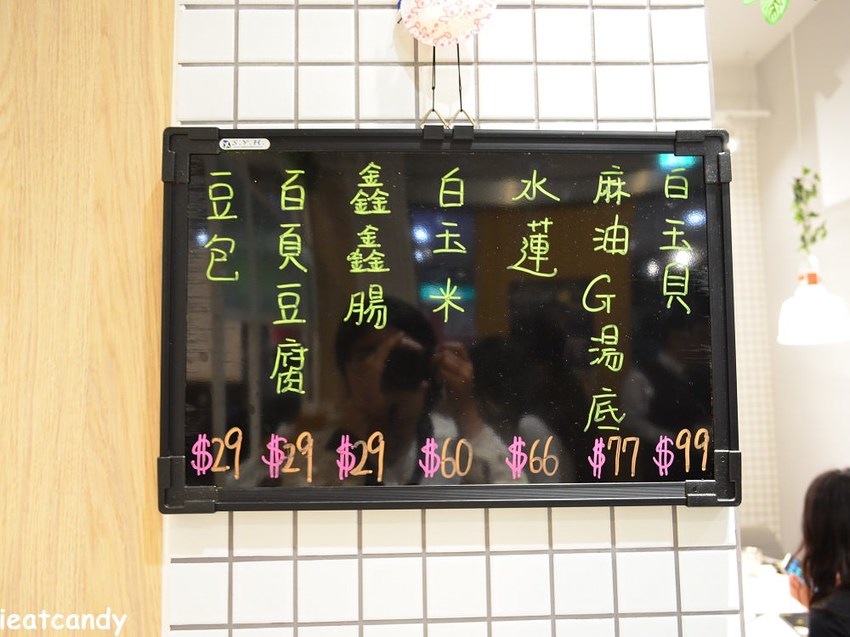 S.Y.H.
白玉貝 $99
麻油G湯底 $77
水蓮 $66
白玉米 $60
鑫鑫腸 $29
百頁豆腐 $29
豆包 $29
ieatcandy